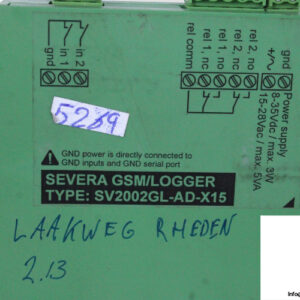 gnd
in 1
in 2
rel comm
rel 1, nc
rel 1, no
rel 2, nc
rel 2, no
gnd
+/~
8-35Vdc / max. 3W
15-28Vac / max. 5VA
Power supply
5289
GND power is directly connected to
GND inputs and GND serial port
SEVERA GSM/LOGGER
TYPE: SV2002GL-AD-X15
LAAKWEG RHEDEN
2.13